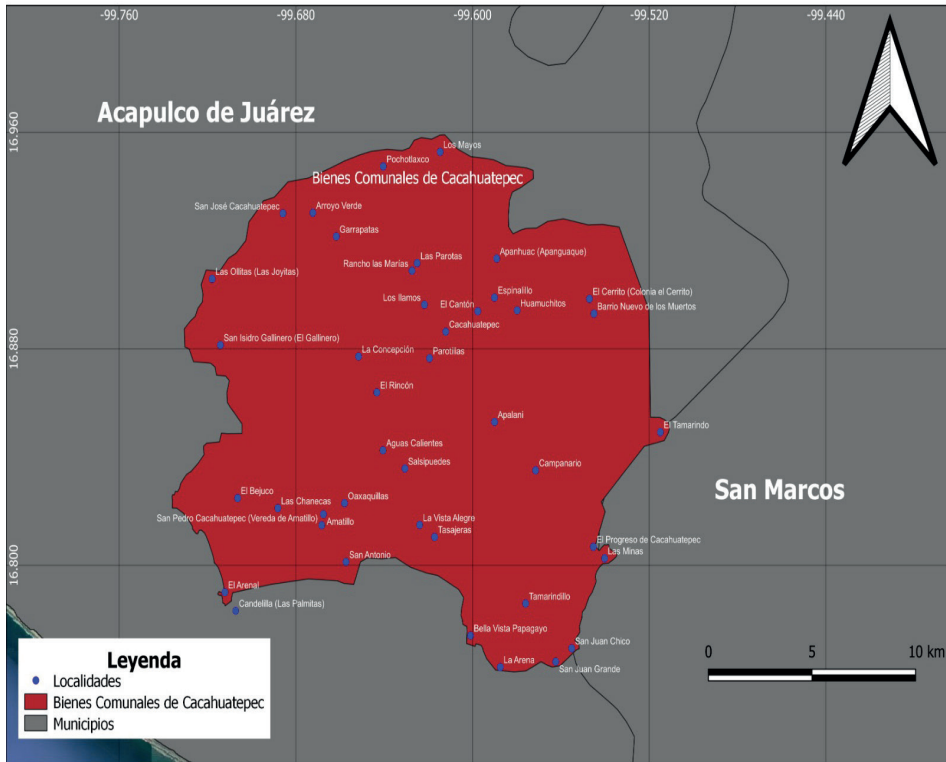 -99.760
-99.680
-99.600
-99.520
-99.440
Acapulco de Juárez
16.960
Los Mayos
Pochotlaxco
Bienes Comunales de Cacahuatepec
San José Cacahuatepec
Arroyo Verde
Garrapatas
Apanhuac (Apanguaque)
Las Parotas
Rancho las Marías
Las Ollitas (Las Joyitas)
Espinalillo
El Cerrito (Colonia el Cerrito)
Los Ilamos
El Cantón
Huamuchitos
Barrio Nuevo de los Muertos
Cacahuatepec
San Isidro Gallinero (El Gallinero)
16.880
La Concepción
Parotillas
El Rincón
Apalani
El Tamarindo
Aguas Calientes
Salsipuedes
Campanario
San Marcos
El Bejuco
Las Chanecas
Oaxaquillas
San Pedro Cacahuatepec (Vereda de Amatillo)
Amatillo
La Vista Alegre
Tasajeras
El Progreso de Cacahuatepec
Las Minas
16.800
San Antonio
El Arenal
Candelilla (Las Palmitas)
Tamarindillo
Bella Vista Papagayo
San Juan Chico
La Arena
San Juan Grande
Leyenda
Localidades
Bienes Comunales de Cacahuatepec
Municipios
0 5 10 km